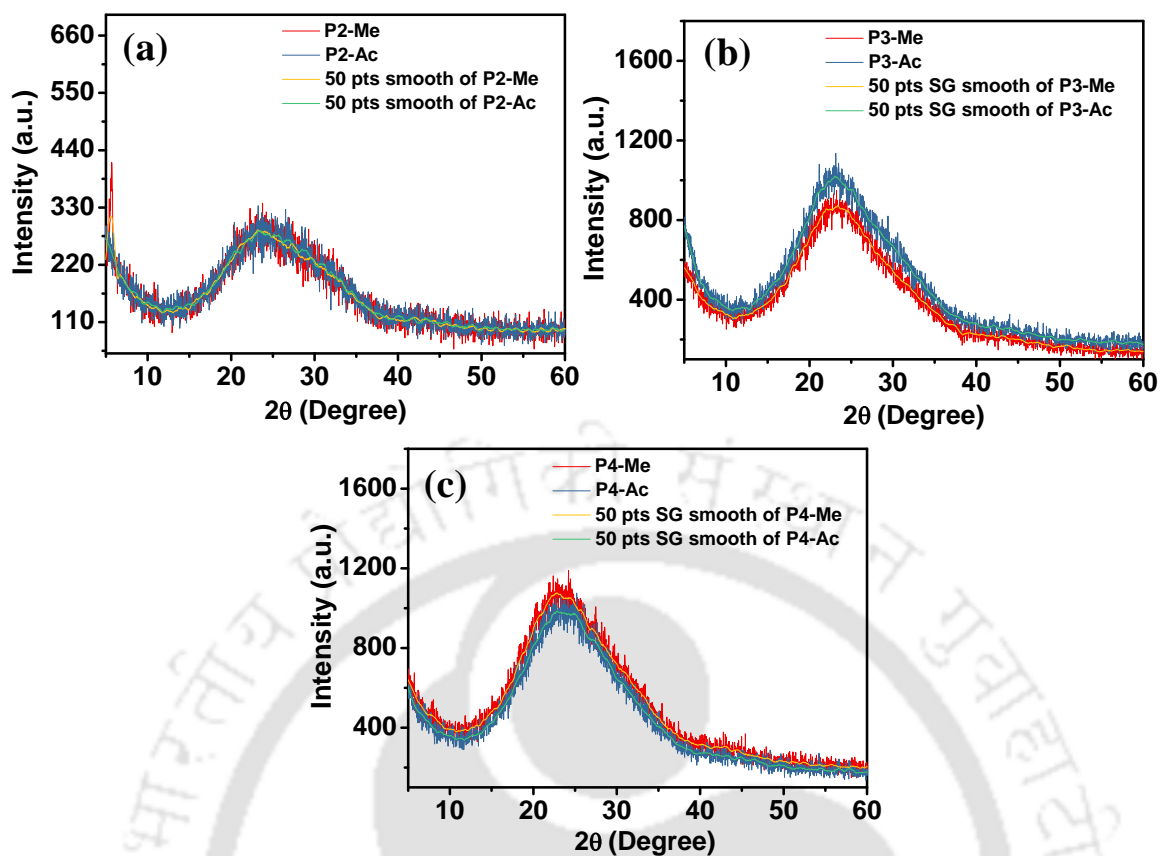 (a)
P2-Me
P2-Ac
50 pts smooth of P2-Me
50 pts smooth of P2-Ac
660
550
440
330
220
110
Intensity (a.u.)
10 20 30 40 50 60
2θ (Degree)
(b)
P3-Me
P3-Ac
50 pts SG smooth of P3-Me
50 pts SG smooth of P3-Ac
1600
1200
800
400
Intensity (a.u.)
10 20 30 40 50 60
2θ (Degree)
(c)
P4-Me
P4-Ac
50 pts SG smooth of P4-Me
50 pts SG smooth of P4-Ac
1600
1200
800
400
Intensity (a.u.)
10 20 30 40 50 60
2θ (Degree)